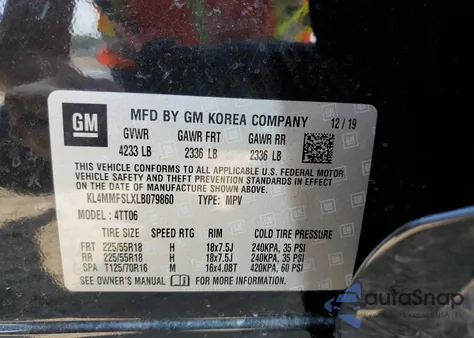 GM
MFD BY GM KOREA COMPANY 12/19
GVWR GAWR FRT GAWR RR
4233 LB 2336 LB 2336 LB
THIS VEHICLE CONFORMS TO ALL APPLICABLE U.S. FEDERAL MOTOR
VEHICLE SAFETY AND THEFT PREVENTION STANDARDS IN EFFECT
ON THE DATE OF MANUFACTURE SHOWN ABOVE.
KL4MMFSLXLB079860 TYPE: MPV
MODEL: 4TT06
TIRE SIZE SPEED RTG RIM COLD TIRE PRESSURE
FRT 225/55R18 H 18x7.5J 240KPA, 35 PSI
RR 225/55R18 H 18x7.5J 240KPA, 35 PSI
SPA T125/70R16 M 16x4.0BT 420KPA, 60 PSI
SEE OWNER'S MANUAL FOR MORE INFORMATION.
autoSnap